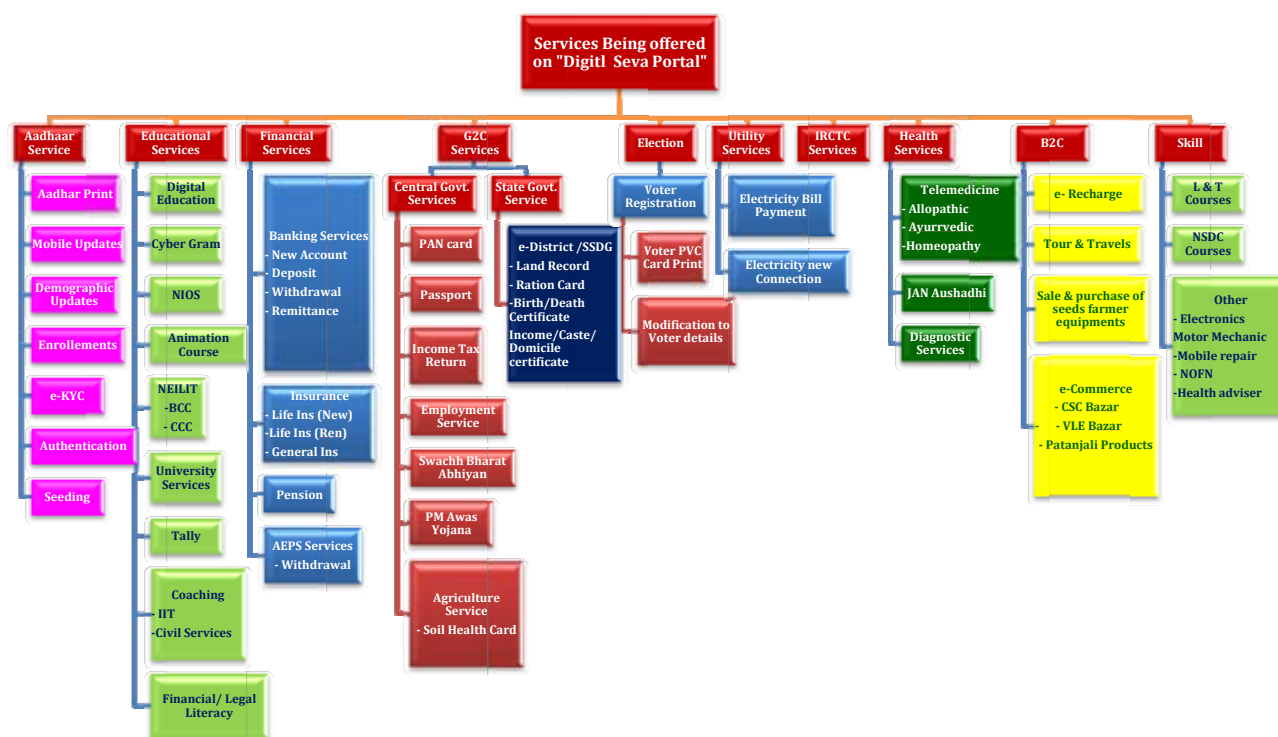 Services Being offered
on "Digitl Seva Portal"
Aadhaar
Service
Aadhar Print
Mobile Updates
Demographic
Updates
Enrollements
e-KYC
Authentication
Seeding
Educational
Services
Digital
Education
Cyber Gram
NIOS
Animation
Course
NEILIT
-BCC
- CCC
University
Services
Tally
Coaching
- IIT
-Civil Services
Financial/ Legal
Literacy
Financial
Services
Banking Services
- New Account
- Deposit
- Withdrawal
- Remittance
Insurance
- Life Ins (New)
-Life Ins (Ren)
- General Ins
Pension
AEPS Services
- Withdrawal
G2C
Services
Central Govt.
Services
PAN card
Passport
Income Tax
Return
Employment
Service
Swachh Bharat
Abhiyan
PM Awas
Yojana
Agriculture
Service
- Soil Health Card
State Govt.
Service
e-District /SSDG
- Land Record
- Ration Card
-Birth/Death
Certificate
Income/Caste/
Domicile
certificate
Election
Voter
Registration
Voter PVC
Card Print
Modification to
Voter details
Utility
Services
Electricity Bill
Payment
Electricity new
Connection
IRCTC
Services
Health
Services
Telemedicine
- Allopathic
- Ayurrvedic
-Homeopathy
JAN Aushadhi
Diagnostic
Services
B2C
e- Recharge
Tour & Travels
Sale & purchase of
seeds farmer
equipments
e-Commerce
- CSC Bazar
- - VLE Bazar
- Patanjali Products
Skill
L & T
Courses
NSDC
Courses
Other
- Electronics
Motor Mechanic
-Mobile repair
- NOFN
-Health adviser